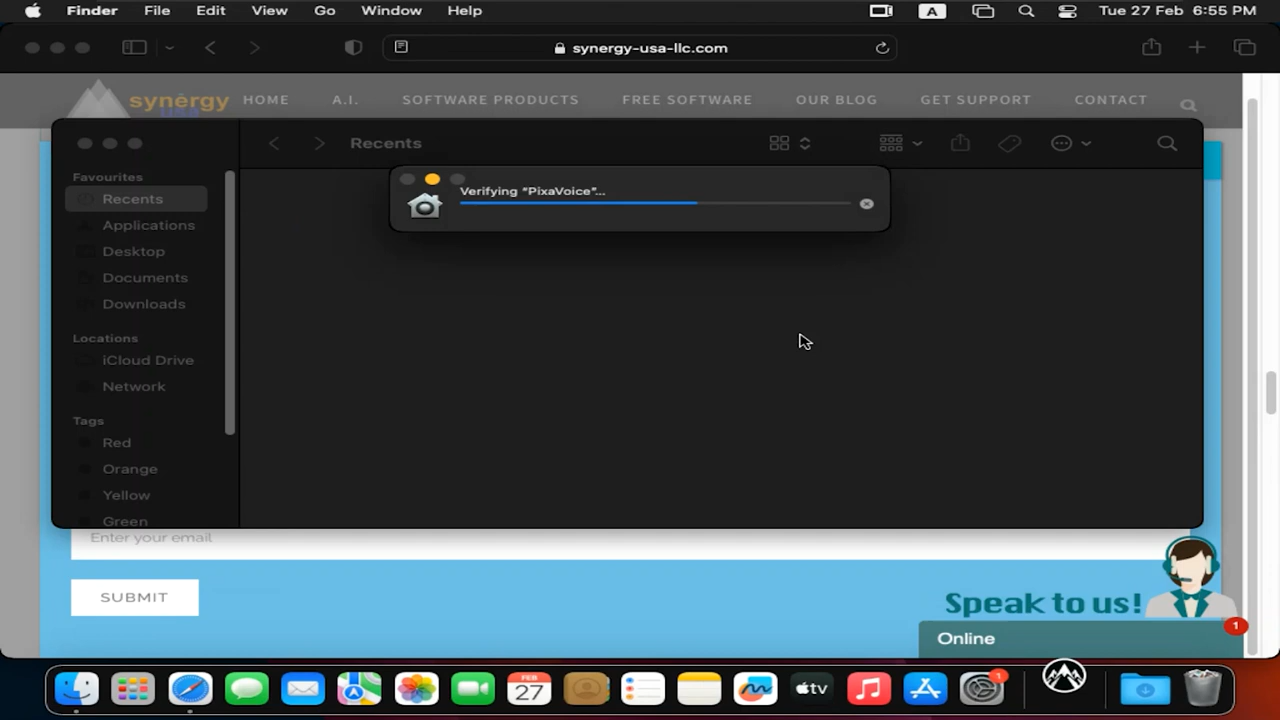 Finder File Edit View Go Window Help A Tue 27 Feb 6:55 PM
synergy-usa-llc.com
synergy HOME A.I. SOFTWARE PRODUCTS FREE SOFTWARE OUR BLOG GET SUPPORT CONTACT
Recents
Verifying “PixaVoice”...
Favourites
Recents
Applications
Desktop
Documents
Downloads
Locations
iCloud Drive
Network
Tags
Red
Orange
Yellow
Green
Enter your email
SUBMIT
Speak to us!
Online 1
FEB
27
tv
1